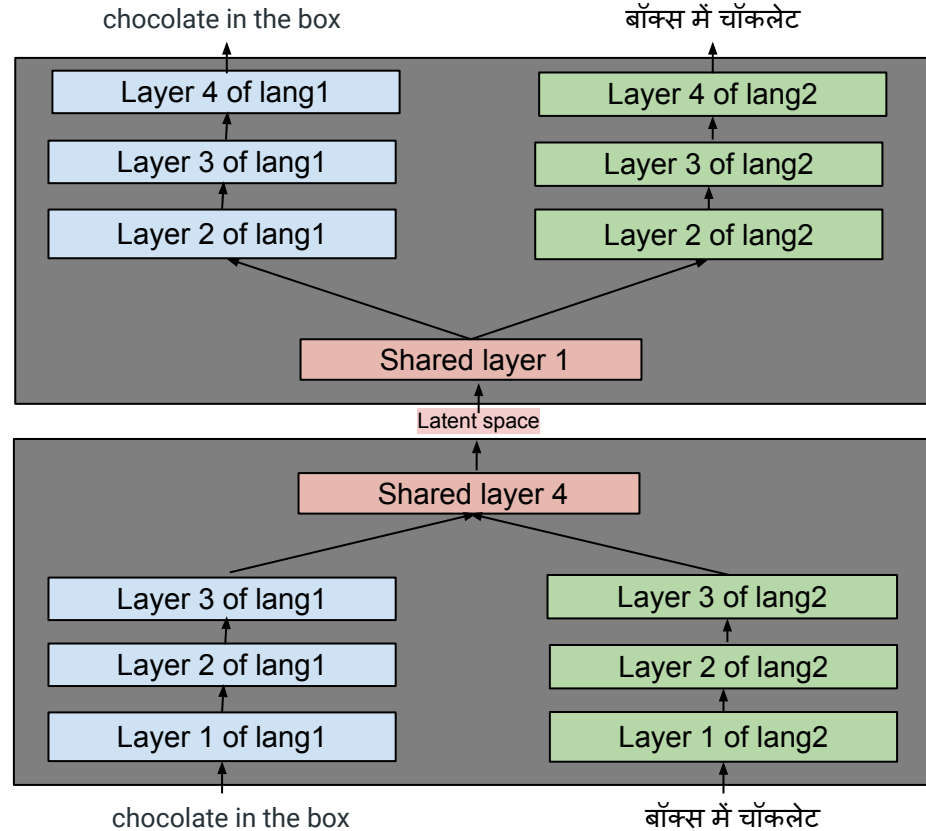 chocolate in the box
बॉक्स में चॉकलेट
Layer 4 of lang1
Layer 4 of lang2
Layer 3 of lang1
Layer 3 of lang2
Layer 2 of lang1
Layer 2 of lang2
Shared layer 1
Latent space
Shared layer 4
Layer 3 of lang1
Layer 3 of lang2
Layer 2 of lang1
Layer 2 of lang2
Layer 1 of lang1
Layer 1 of lang2
chocolate in the box
बॉक्स में चॉकलेट